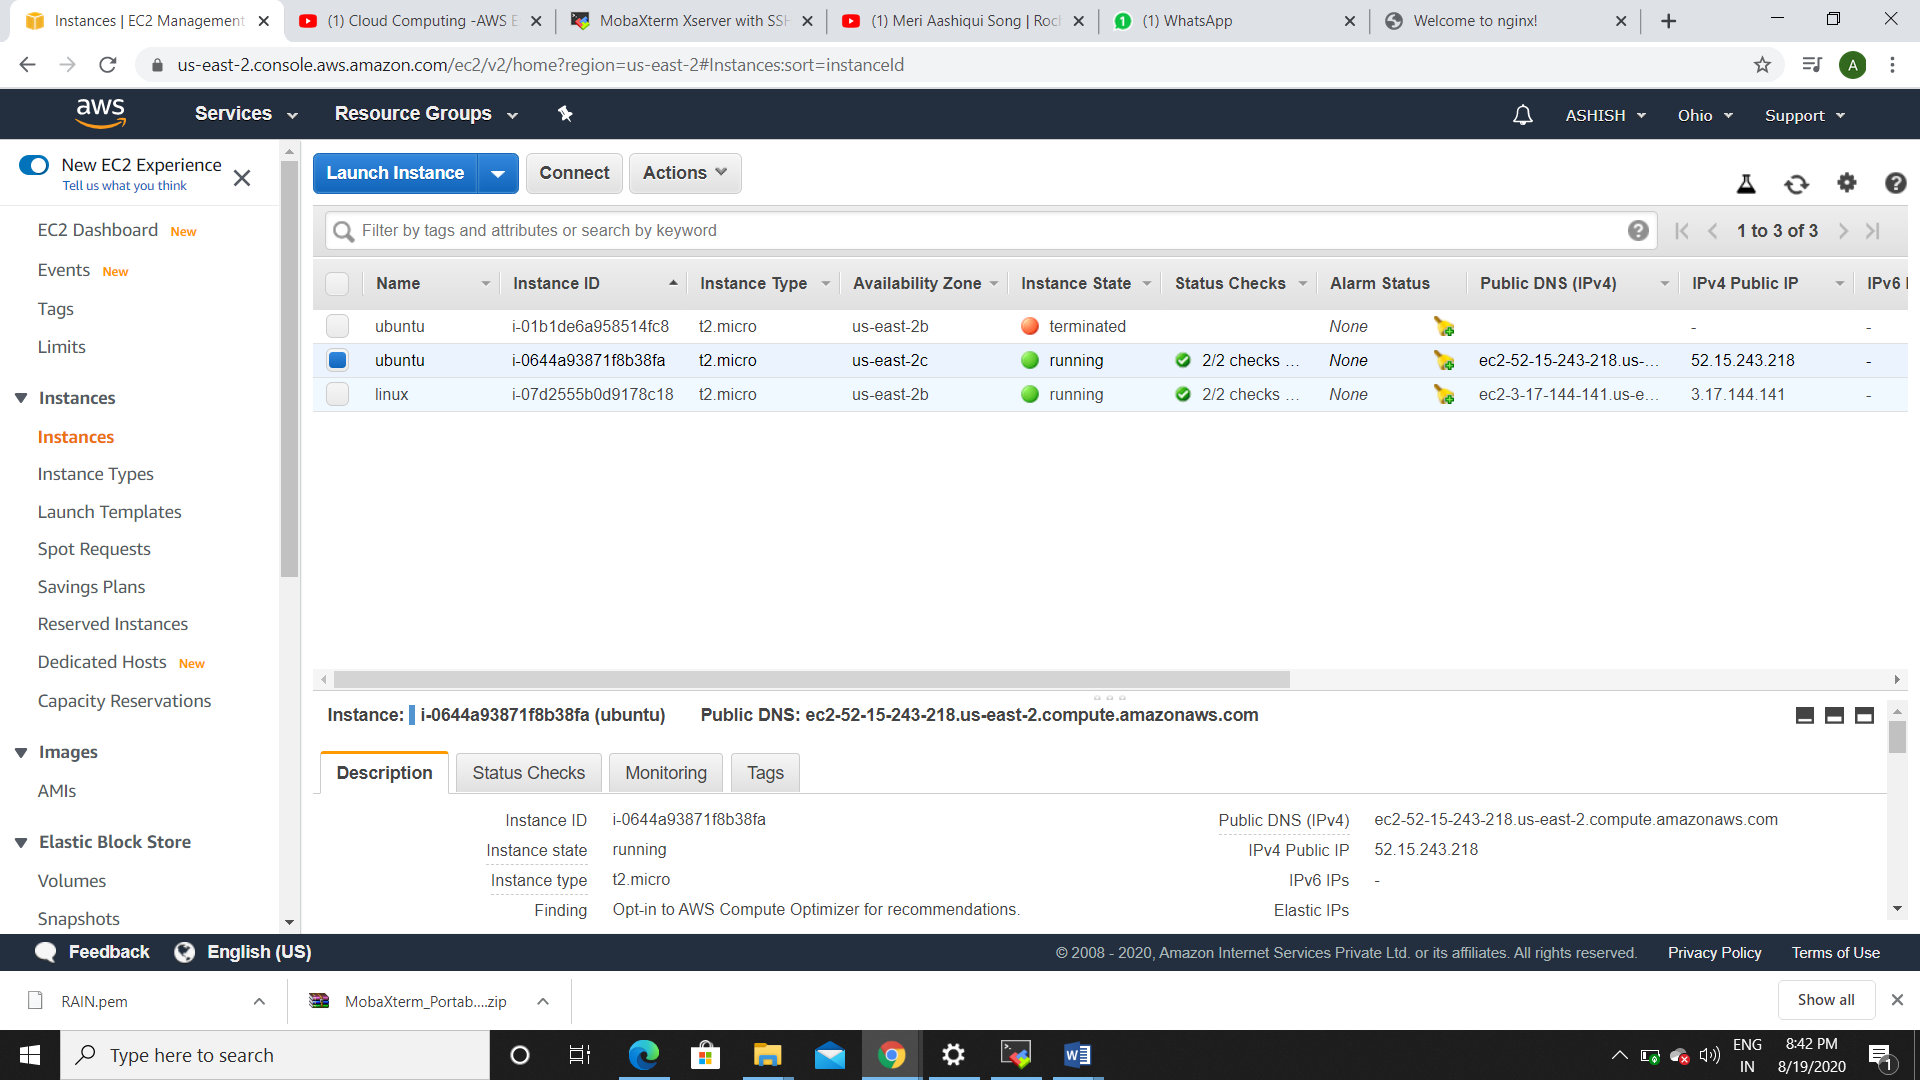 Instances | EC2 Management
(1) Cloud Computing -AWS E
MobaXterm Xserver with SSH
(1) Meri Aashiqui Song | Roch
(1) WhatsApp
Welcome to nginx!
us-east-2.console.aws.amazon.com/ec2/v2/home?region=us-east-2#Instances:sort=instanceId
A
aws
Services
Resource Groups
ASHISH
Ohio
Support
New EC2 Experience
Tell us what you think
EC2 Dashboard New
Events New
Tags
Limits
Instances
Instances
Instance Types
Launch Templates
Spot Requests
Savings Plans
Reserved Instances
Dedicated Hosts New
Capacity Reservations
Images
AMIs
Elastic Block Store
Volumes
Snapshots
Launch Instance
Connect
Actions
Filter by tags and attributes or search by keyword
1 to 3 of 3
Name Instance ID Instance Type Availability Zone Instance State Status Checks Alarm Status Public DNS (IPv4) IPv4 Public IP IPv6 I
ubuntu i-01b1de6a958514fc8 t2.micro us-east-2b terminated None - -
ubuntu i-0644a93871f8b38fa t2.micro us-east-2c running 2/2 checks ... None ec2-52-15-243-218.us-... 52.15.243.218 -
linux i-07d2555b0d9178c18 t2.micro us-east-2b running 2/2 checks ... None ec2-3-17-144-141.us-e... 3.17.144.141 -
Instance: i-0644a93871f8b38fa (ubuntu) Public DNS: ec2-52-15-243-218.us-east-2.compute.amazonaws.com
Description
Status Checks
Monitoring
Tags
Instance ID i-0644a93871f8b38fa
Instance state running
Instance type t2.micro
Finding Opt-in to AWS Compute Optimizer for recommendations.
Public DNS (IPv4) ec2-52-15-243-218.us-east-2.compute.amazonaws.com
IPv4 Public IP 52.15.243.218
IPv6 IPs -
Elastic IPs
Feedback
English (US)
© 2008 - 2020, Amazon Internet Services Private Ltd. or its affiliates. All rights reserved.
Privacy Policy
Terms of Use
RAIN.pem
MobaXterm_Portab....zip
Show all
Type here to search
ENG
IN
8:42 PM
8/19/2020
1